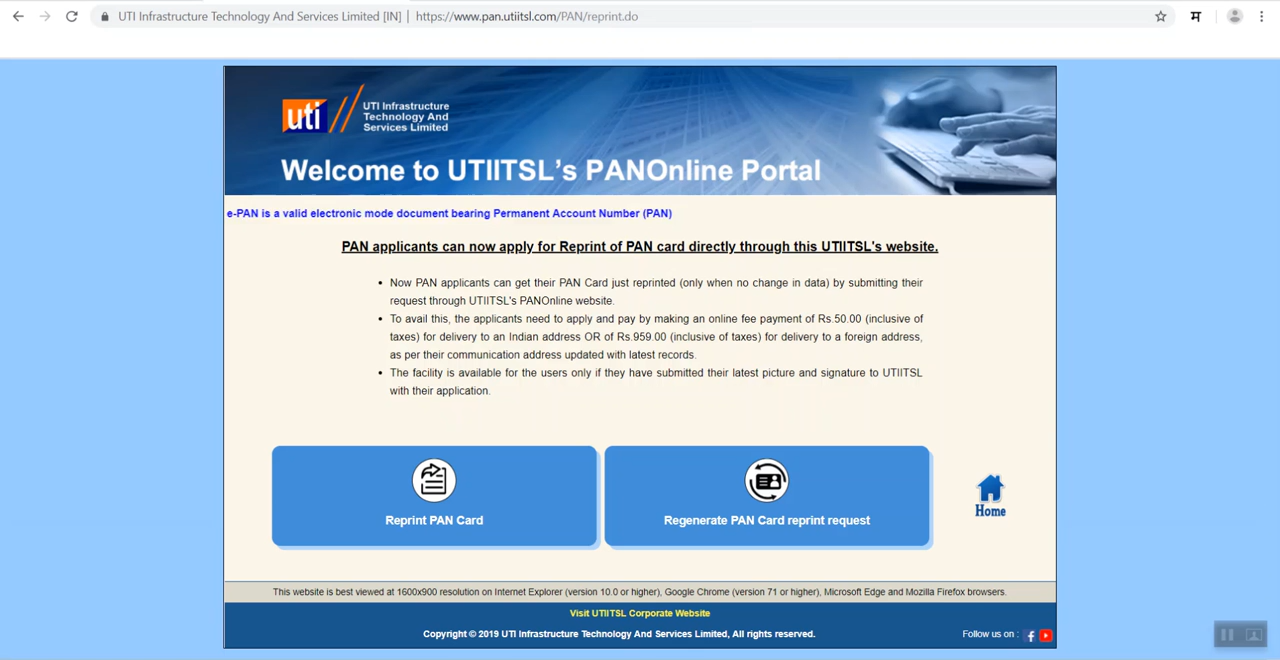 UTI Infrastructure Technology And Services Limited [IN] | https://www.pan.utiitsl.com/PAN/reprint.do
म
uti
UTI Infrastructure
Technology And
Services Limited
Welcome to UTIITSL's PANOnline Portal
e-PAN is a valid electronic mode document bearing Permanent Account Number (PAN)
PAN applicants can now apply for Reprint of PAN card directly through this UTIITSL's website.
• Now PAN applicants can get their PAN Card just reprinted (only when no change in data) by submitting their
request through UTIITSL's PANOnline website.
• To avail this, the applicants need to apply and pay by making an online fee payment of Rs.50.00 (inclusive of
taxes) for delivery to an Indian address OR of Rs.959.00 (inclusive of taxes) for delivery to a foreign address,
as per their communication address updated with latest records.
• The facility is available for the users only if they have submitted their latest picture and signature to UTIITSL
with their application.
Reprint PAN Card
Regenerate PAN Card reprint request
Home
This website is best viewed at 1600x900 resolution on Internet Explorer (version 10.0 or higher), Google Chrome (version 71 or higher), Microsoft Edge and Mozilla Firefox browsers.
Visit UTIITSL Corporate Website
Copyright © 2019 UTI Infrastructure Technology And Services Limited, All rights reserved.
Follow us on :